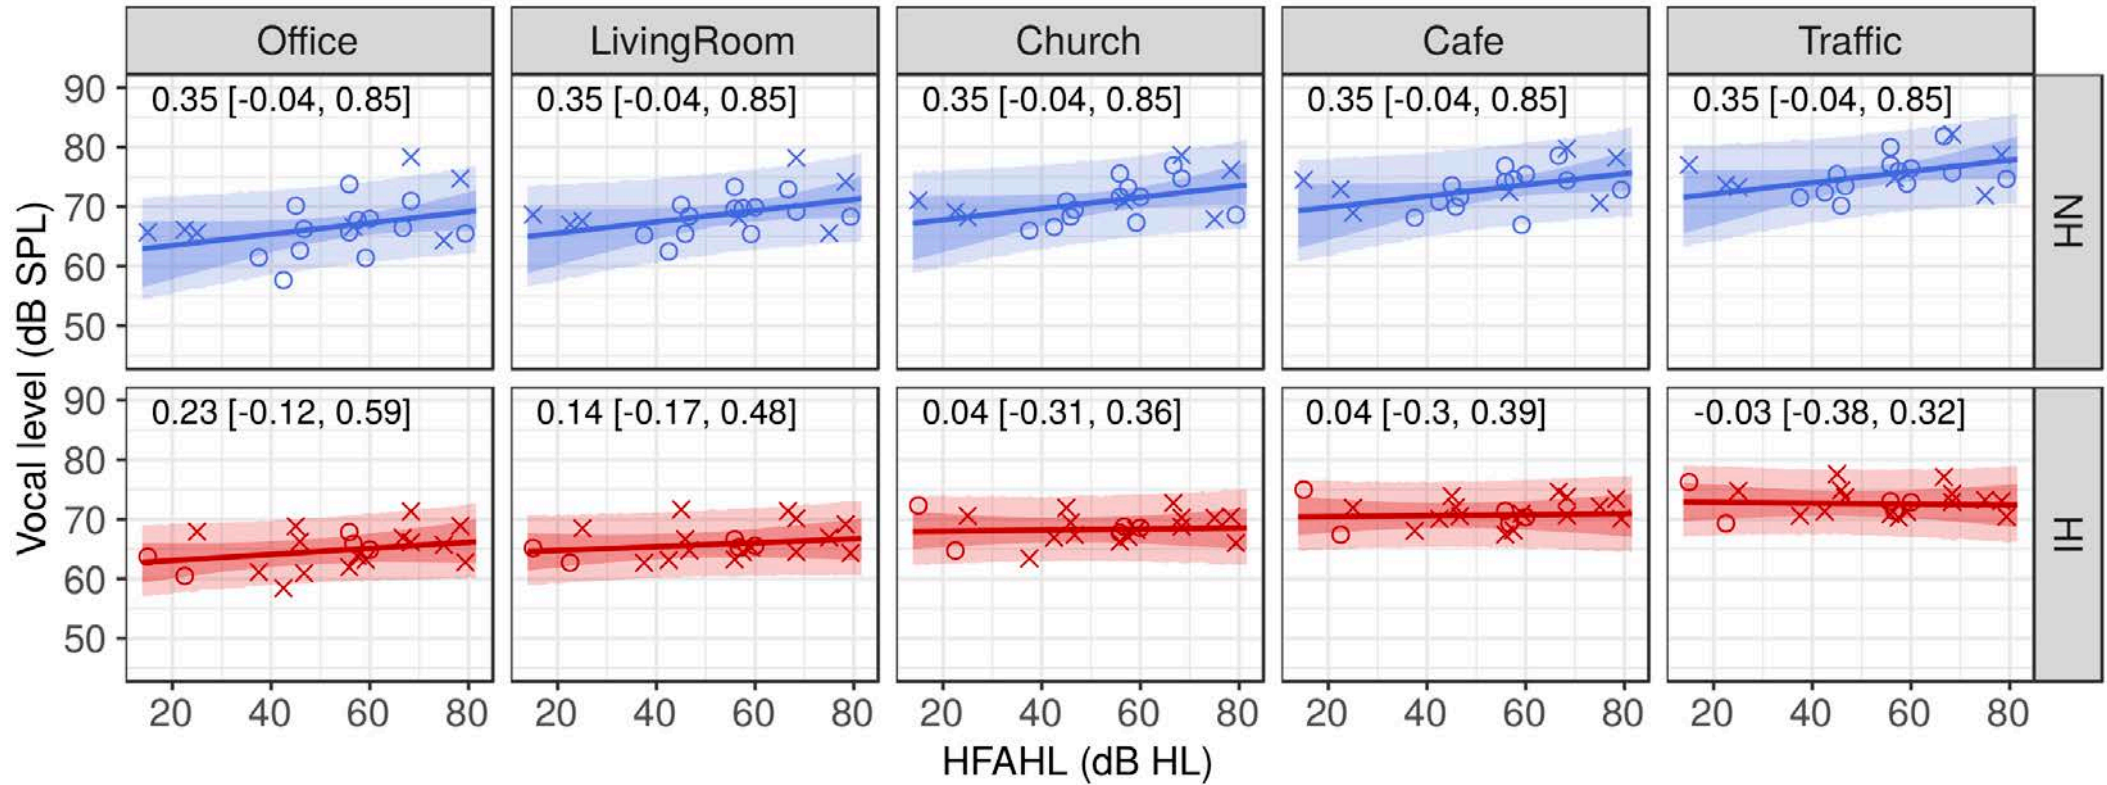 Office LivingRoom Church Cafe Traffic
90
80
70
60
50
0.35 [-0.04, 0.85]
0.35 [-0.04, 0.85]
0.35 [-0.04, 0.85]
0.35 [-0.04, 0.85]
0.35 [-0.04, 0.85]
NH
90
80
70
60
50
0.23 [-0.12, 0.59]
0.14 [-0.17, 0.48]
0.04 [-0.31, 0.36]
0.04 [-0.3, 0.39]
-0.03 [-0.38, 0.32]
HI
Vocal level (dB SPL)
20 40 60 80
20 40 60 80
20 40 60 80
20 40 60 80
20 40 60 80
HFAHL (dB HL)